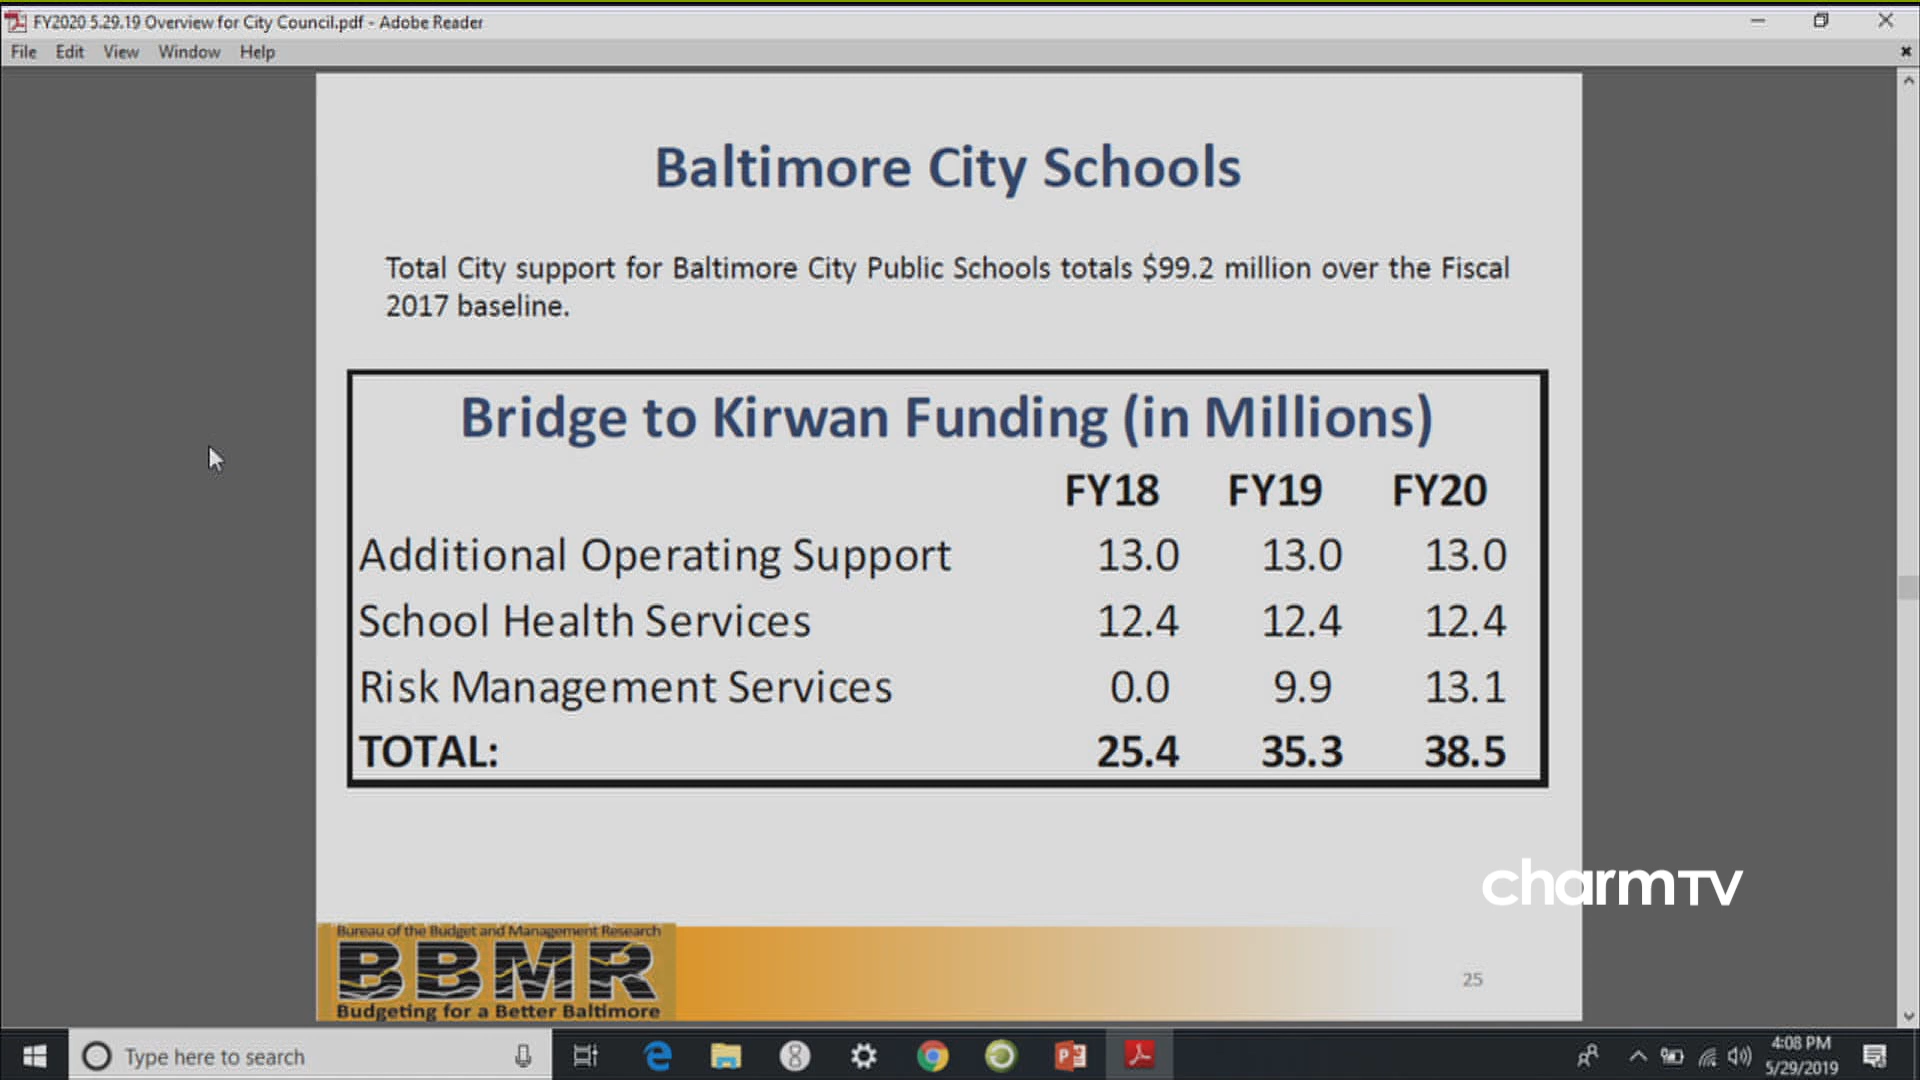 FY2020 5.29.19 Overview for City Council.pdf - Adobe Reader
File Edit View Window Help
Baltimore City Schools
Total City support for Baltimore City Public Schools totals $99.2 million over the Fiscal
2017 baseline.
Bridge to Kirwan Funding (in Millions)
FY18 FY19 FY20
Additional Operating Support 13.0 13.0 13.0
School Health Services 12.4 12.4 12.4
Risk Management Services 0.0 9.9 13.1
TOTAL: 25.4 35.3 38.5
charmTV
Bureau of the Budget and Management Research
BBMR
Budgeting for a Better Baltimore
25
Type here to search
4:08 PM
5/29/2019